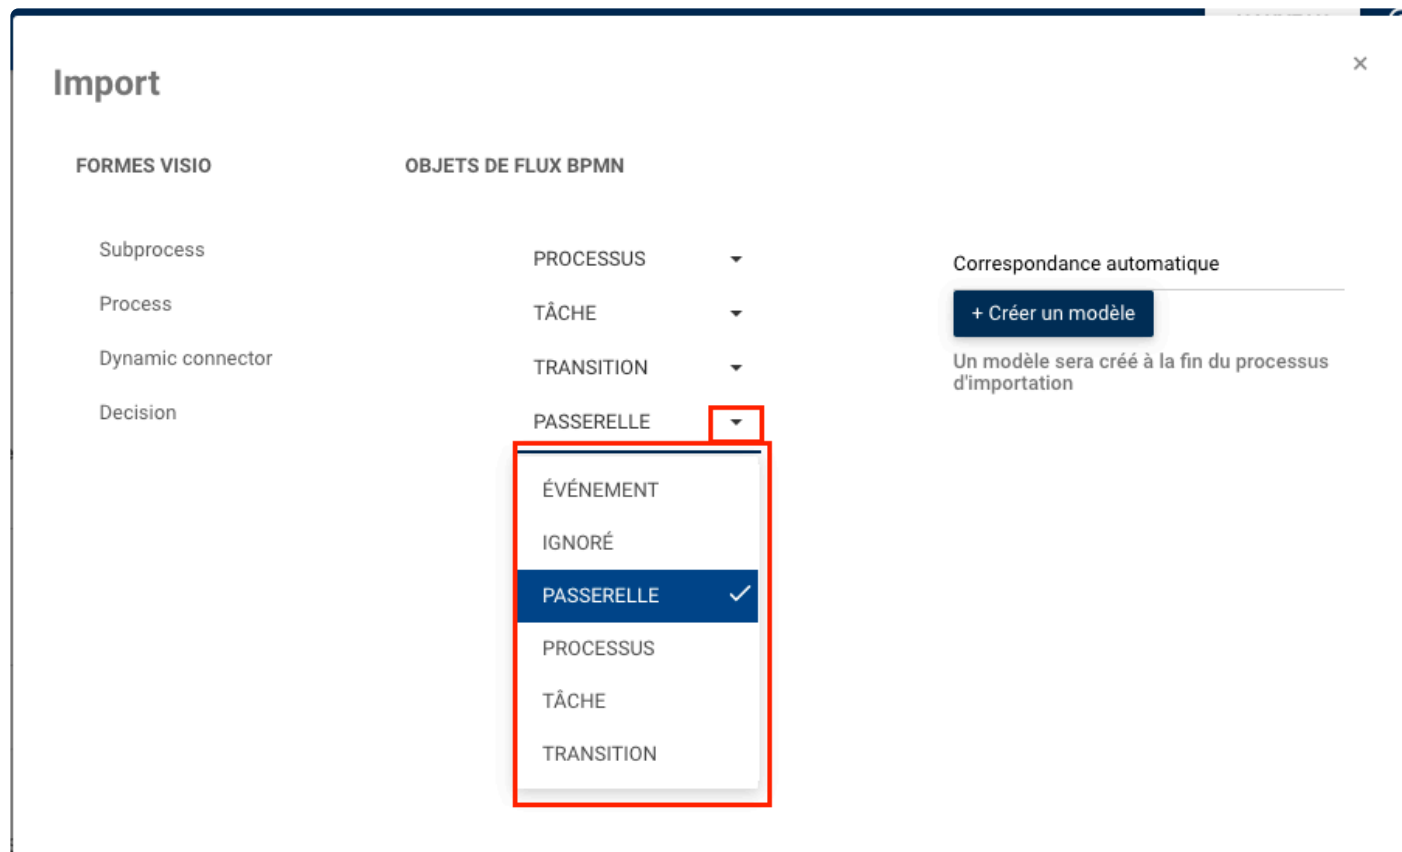 Import
×
FORMES VISIO
OBJETS DE FLUX BPMN
Subprocess
PROCESSUS
Process
TÂCHE
Dynamic connector
TRANSITION
Decision
PASSERELLE
ÉVÉNEMENT
IGNORÉ
PASSERELLE
PROCESSUS
TÂCHE
TRANSITION
Correspondance automatique
+ Créer un modèle
Un modèle sera créé à la fin du processus
d'importation